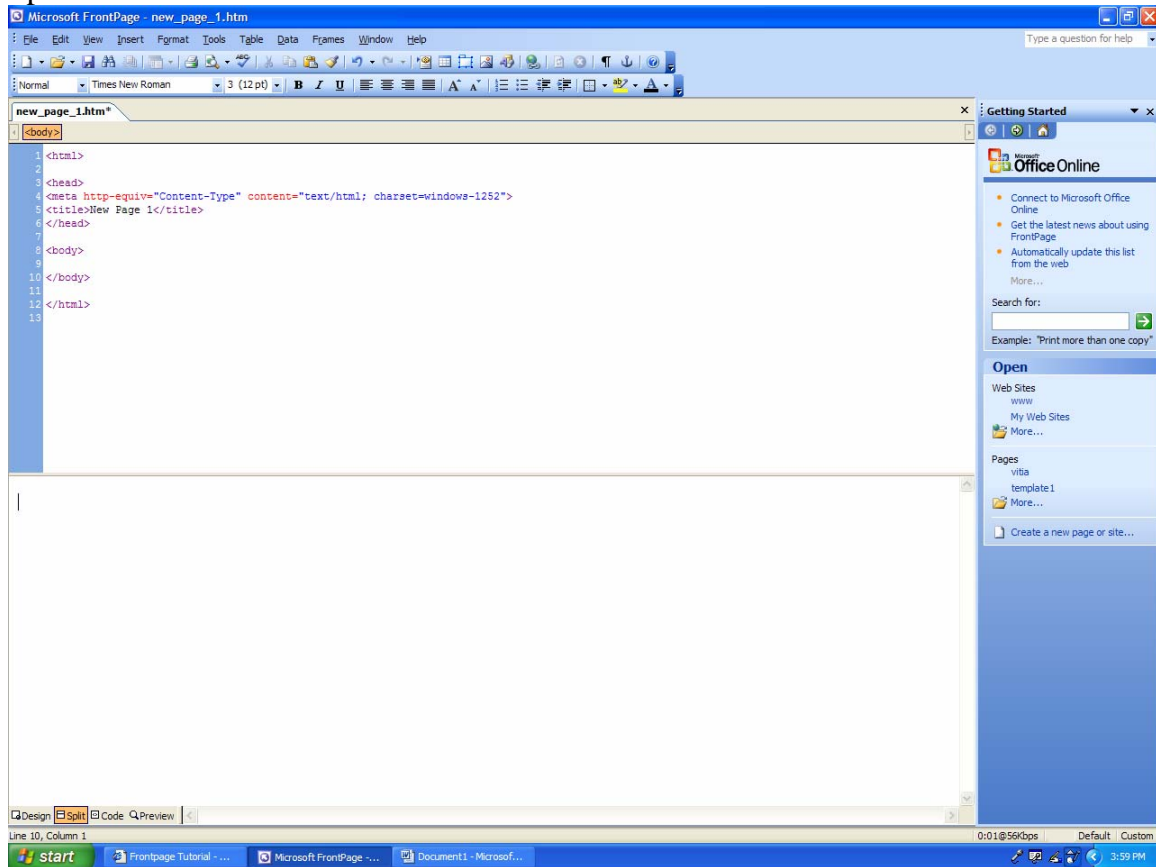 Microsoft FrontPage - new_page_1.htm
File Edit View Insert Format Tools Table Data Frames Window Help
Type a question for help
Normal Times New Roman 3 (12 pt) B I U A A A
new_page_1.htm*
<body>
1 <html>
2
3 <head>
4 <meta http-equiv="Content-Type" content="text/html; charset=windows-1252">
5 <title>New Page 1</title>
6 </head>
7
8 <body>
9
10 </body>
11
12 </html>
13
Getting Started
Microsoft
Office Online
Connect to Microsoft Office
Online
Get the latest news about using
FrontPage
Automatically update this list
from the web
More...
Search for:
Example: "Print more than one copy"
Open
Web Sites
www
My Web Sites
More...
Pages
vitia
template1
More...
Create a new page or site...
Design Split Code Preview
Line 10, Column 1
0:01@56Kbps Default Custom
start Frontpage Tutorial - ... Microsoft FrontPage -... Document1 - Microsof... 3:59 PM